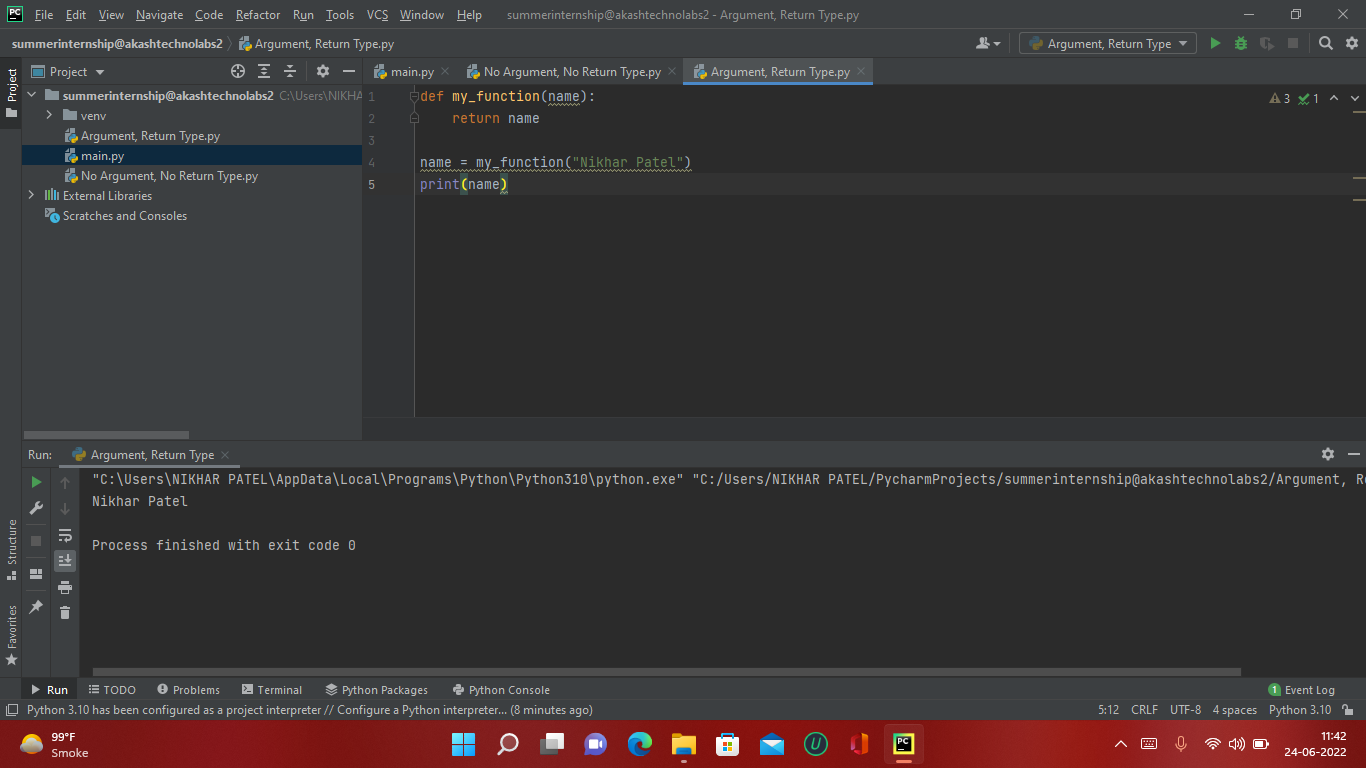 PC File Edit View Navigate Code Refactor Run Tools VCS Window Help summerinternship@akashtechnolabs2 - Argument, Return Type.py
summerinternship@akashtechnolabs2 Argument, Return Type.py Argument, Return Type
Project
Project
main.py No Argument, No Return Type.py Argument, Return Type.py
summerinternship@akashtechnolabs2 C:\Users\NIKHAR
venv
Argument, Return Type.py
main.py
No Argument, No Return Type.py
External Libraries
Scratches and Consoles
1 def my_function(name):
3 1
2 return name
3
4 name = my_function("Nikhar Patel")
5 print(name)
Run: Argument, Return Type
"C:\Users\NIKHAR PATEL\AppData\Local\Programs\Python\Python310\python.exe" "C:/Users/NIKHAR PATEL/PycharmProjects/summerinternship@akashtechnolabs2/Argument, Re
Nikhar Patel
Process finished with exit code 0
Structure
Favorites
Run TODO Problems Terminal Python Packages Python Console 1 Event Log
Python 3.10 has been configured as a project interpreter // Configure a Python interpreter... (8 minutes ago) 5:12 CRLF UTF-8 4 spaces Python 3.10
99°F
Smoke
U
PC
11:42
24-06-2022